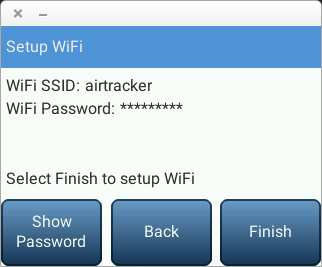 Setup WiFi
WiFi SSID: airtracker
WiFi Password: *********
Select Finish to setup WiFi
Show
Password
Back
Finish